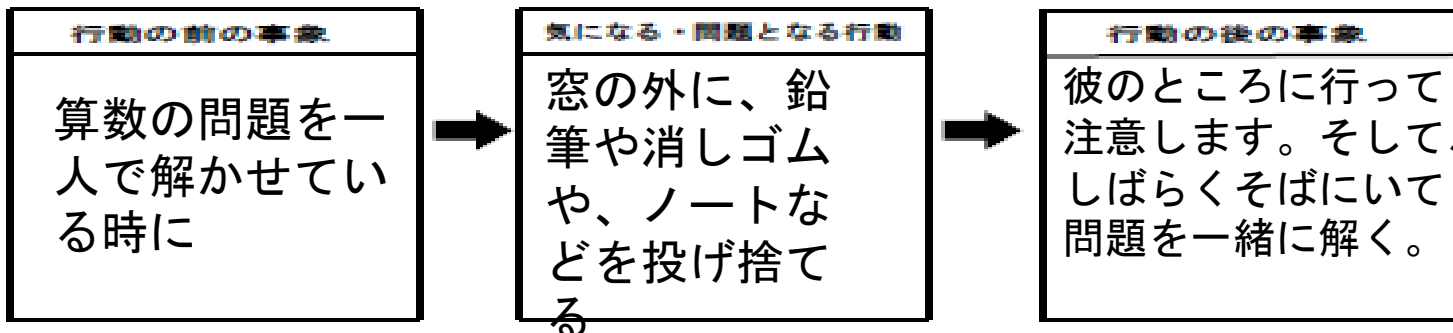 行動の前の事象
算数の問題を一
人で解かせてい
る時に
気になる・問題となる行動
窓の外に、鉛
筆や消しゴム
や、ノートな
どを投げ捨て
る
行動の後の事象
彼のところに行って
注意します。そして、
しばらくそばにいて
問題を一緒に解く。